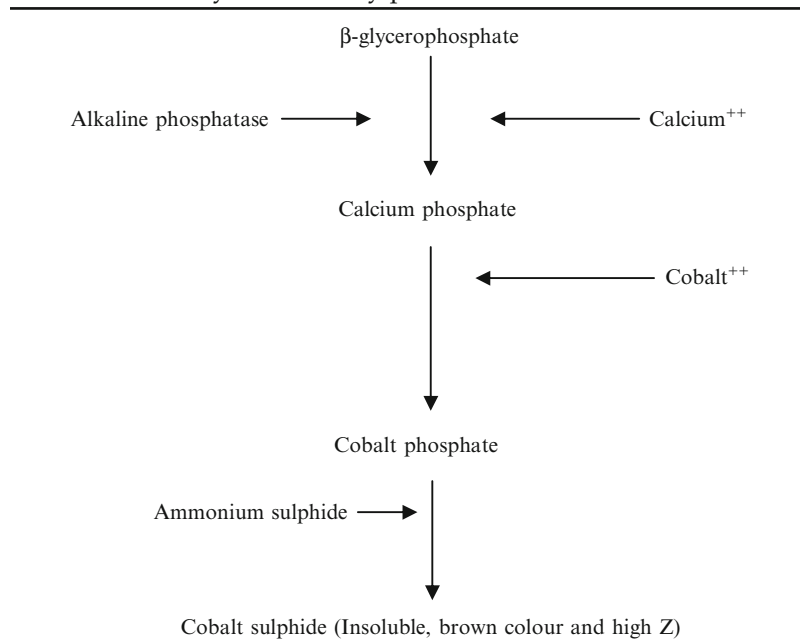 β-glycerophosphate
Alkaline phosphatase
Calcium⁺⁺
Calcium phosphate
Cobalt⁺⁺
Cobalt phosphate
Ammonium sulphide
Cobalt sulphide (Insoluble, brown colour and high Z)